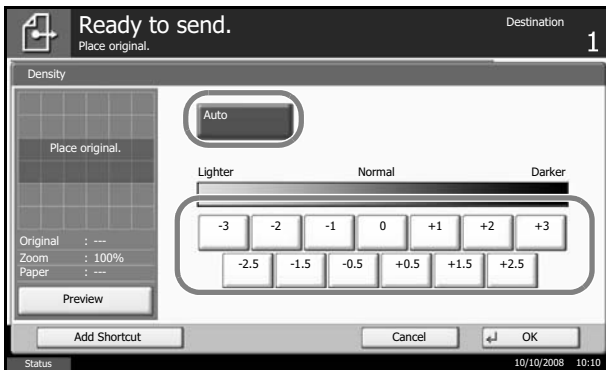 Ready to send.
Destination
Place original.
1
Density
Auto
Place original.
Lighter Normal Darker
-3 -2 -1 0 +1 +2 +3
-2.5 -1.5 -0.5 +0.5 +1.5 +2.5
Original : ---
Zoom : 100%
Paper : ---
Preview
Add Shortcut Cancel OK
Status 10/10/2008 10:10